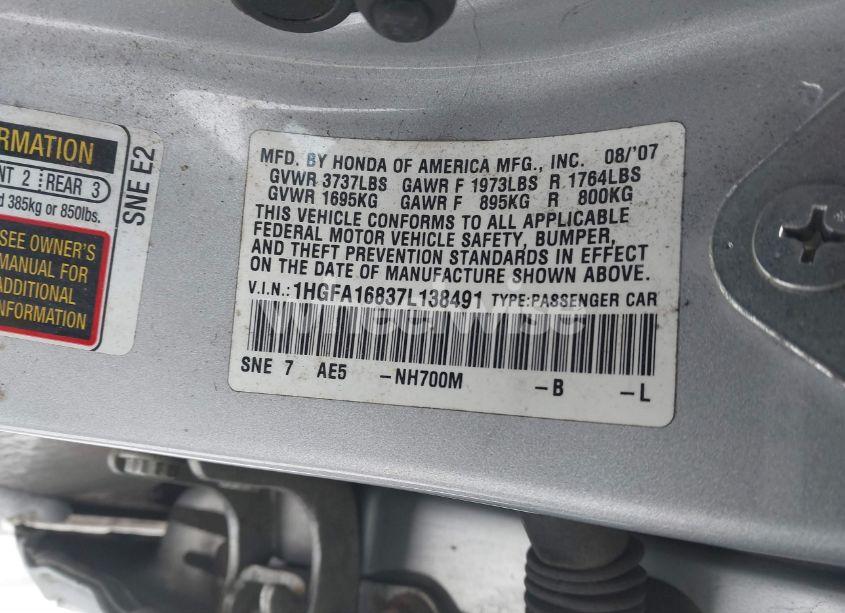 ORMATION
NT 2 REAR 3
d 385kg or 850lbs.
SEE OWNER'S
MANUAL FOR
ADDITIONAL
INFORMATION
SNE E2
MFD. BY HONDA OF AMERICA MFG., INC. 08/'07
GVWR 3737LBS GAWR F 1973LBS R 1764LBS
GVWR 1695KG GAWR F 895KG R 800KG
THIS VEHICLE CONFORMS TO ALL APPLICABLE
FEDERAL MOTOR VEHICLE SAFETY, BUMPER,
AND THEFT PREVENTION STANDARDS IN EFFECT
ON THE DATE OF MANUFACTURE SHOWN ABOVE.
V.I.N.:1HGFA16837L138491 TYPE:PASSENGER CAR
wheelwise
SNE 7 AE5 -NH700M -B -L